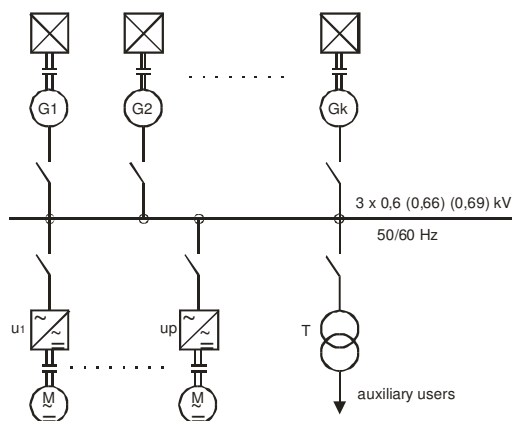 G1
G2
Gk
3 x 0,6 (0,66) (0,69) kV
50/60 Hz
u1
~
~
up
~
~
T
M
~
M
~
auxiliary users